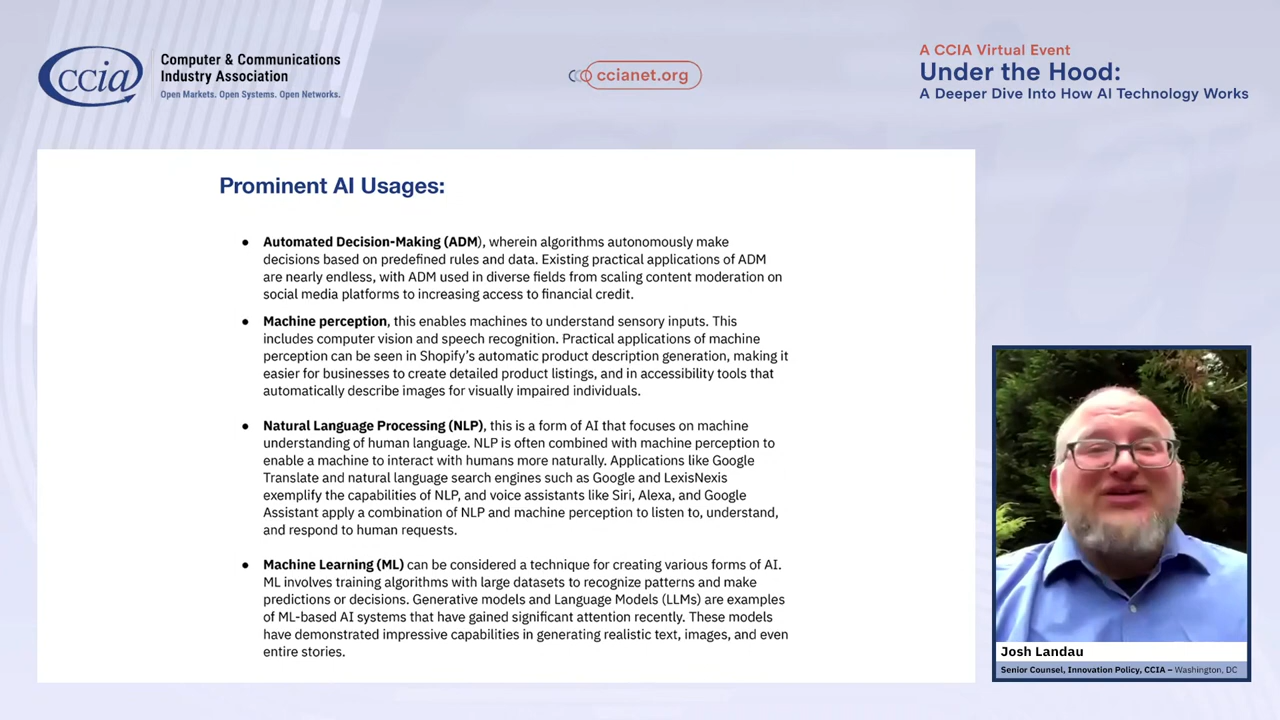 ccia
Computer & Communications
Industry Association
Open Markets. Open Systems. Open Networks.
ccianet.org
A CCIA Virtual Event
Under the Hood:
A Deeper Dive Into How AI Technology Works
Prominent AI Usages:
● Automated Decision-Making (ADM), wherein algorithms autonomously make
decisions based on predefined rules and data. Existing practical applications of ADM
are nearly endless, with ADM used in diverse fields from scaling content moderation on
social media platforms to increasing access to financial credit.
● Machine perception, this enables machines to understand sensory inputs. This
includes computer vision and speech recognition. Practical applications of machine
perception can be seen in Shopify's automatic product description generation, making it
easier for businesses to create detailed product listings, and in accessibility tools that
automatically describe images for visually impaired individuals.
● Natural Language Processing (NLP), this is a form of AI that focuses on machine
understanding of human language. NLP is often combined with machine perception to
enable a machine to interact with humans more naturally. Applications like Google
Translate and natural language search engines such as Google and LexisNexis
exemplify the capabilities of NLP, and voice assistants like Siri, Alexa, and Google
Assistant apply a combination of NLP and machine perception to listen to, understand,
and respond to human requests.
● Machine Learning (ML) can be considered a technique for creating various forms of AI.
ML involves training algorithms with large datasets to recognize patterns and make
predictions or decisions. Generative models and Language Models (LLMs) are examples
of ML-based AI systems that have gained significant attention recently. These models
have demonstrated impressive capabilities in generating realistic text, images, and even
entire stories.
Josh Landau
Senior Counsel, Innovation Policy, CCIA – Washington, DC